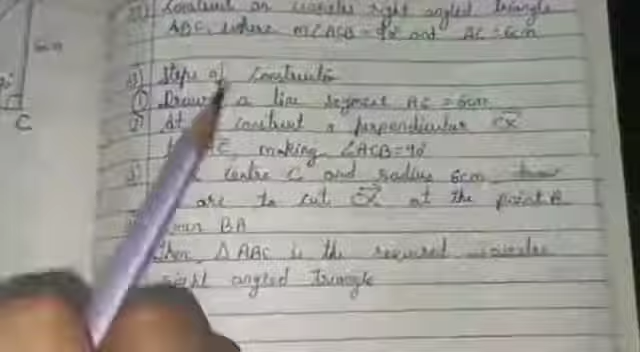 6cm
C
Construct an isosceles right angled triangle
ABC, where m∠ACB = 90° and AC = 6cm
Steps of Construction
① Draw a line segment AC = 6cm
At construct a perpendicular CX
making ∠ACB = 90°
centre C and radius 6cm draw
arc to cut CX at the point B
BA
Then △ ABC is the required isosceles
right angled triangle